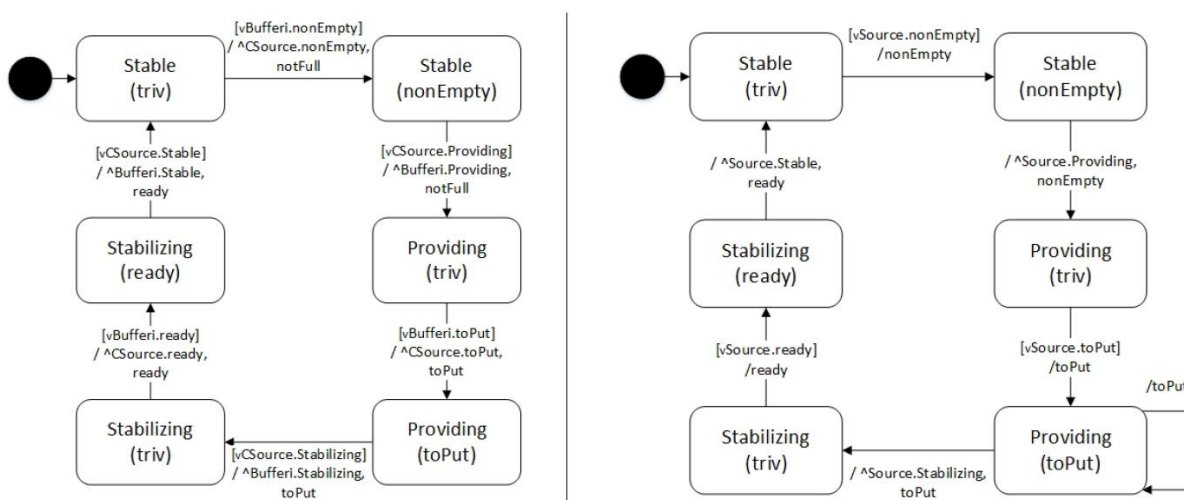 [vBufferi.nonEmpty]
/ ^CSource.nonEmpty,
notFull
Stable
(triv)
Stable
(nonEmpty)
[vCSource.Stable]
/ ^Bufferi.Stable,
ready
[vCSource.Providing]
/ ^Bufferi.Providing,
notFull
Stabilizing
(ready)
Providing
(triv)
[vBufferi.ready]
/ ^CSource.ready,
ready
[vBufferi.toPut]
/ ^CSource.toPut,
toPut
Stabilizing
(triv)
Providing
(toPut)
[vCSource.Stabilizing]
/ ^Bufferi.Stabilizing,
toPut
[vSource.nonEmpty]
/nonEmpty
Stable
(triv)
Stable
(nonEmpty)
/ ^Source.Stable,
ready
/ ^Source.Providing,
nonEmpty
Stabilizing
(ready)
Providing
(triv)
[vSource.ready]
/ready
[vSource.toPut]
/toPut
/toPut
Stabilizing
(triv)
Providing
(toPut)
/ ^Source.Stabilizing,
toPut